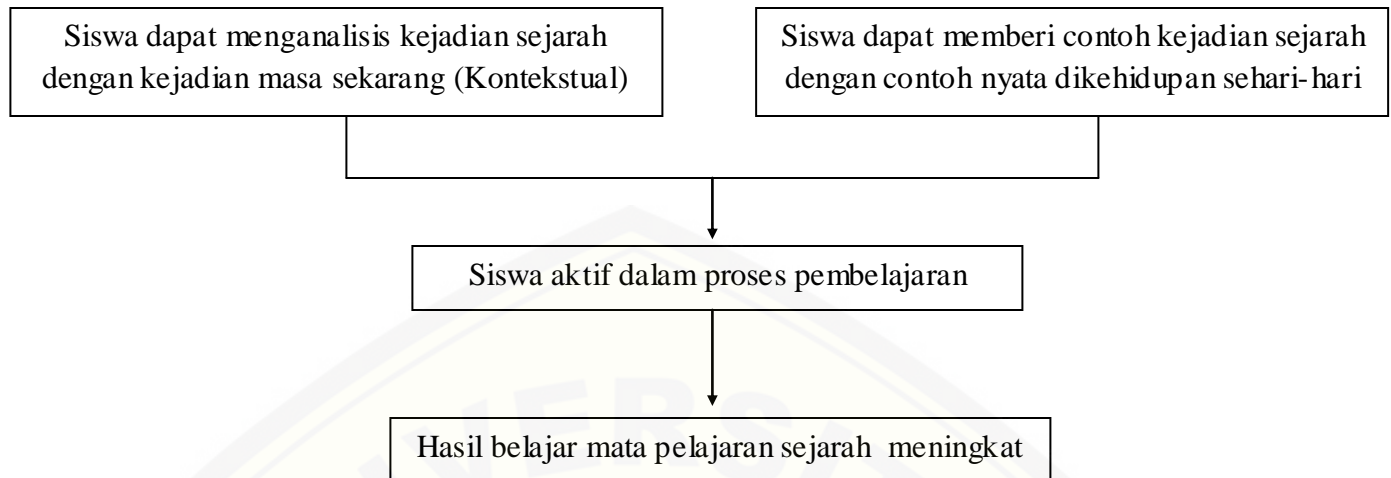 Siswa dapat menganalisis kejadian sejarah
dengan kejadian masa sekarang (Kontekstual)
Siswa dapat memberi contoh kejadian sejarah
dengan contoh nyata dikehidupan sehari-hari
Siswa aktif dalam proses pembelajaran
Hasil belajar mata pelajaran sejarah meningkat